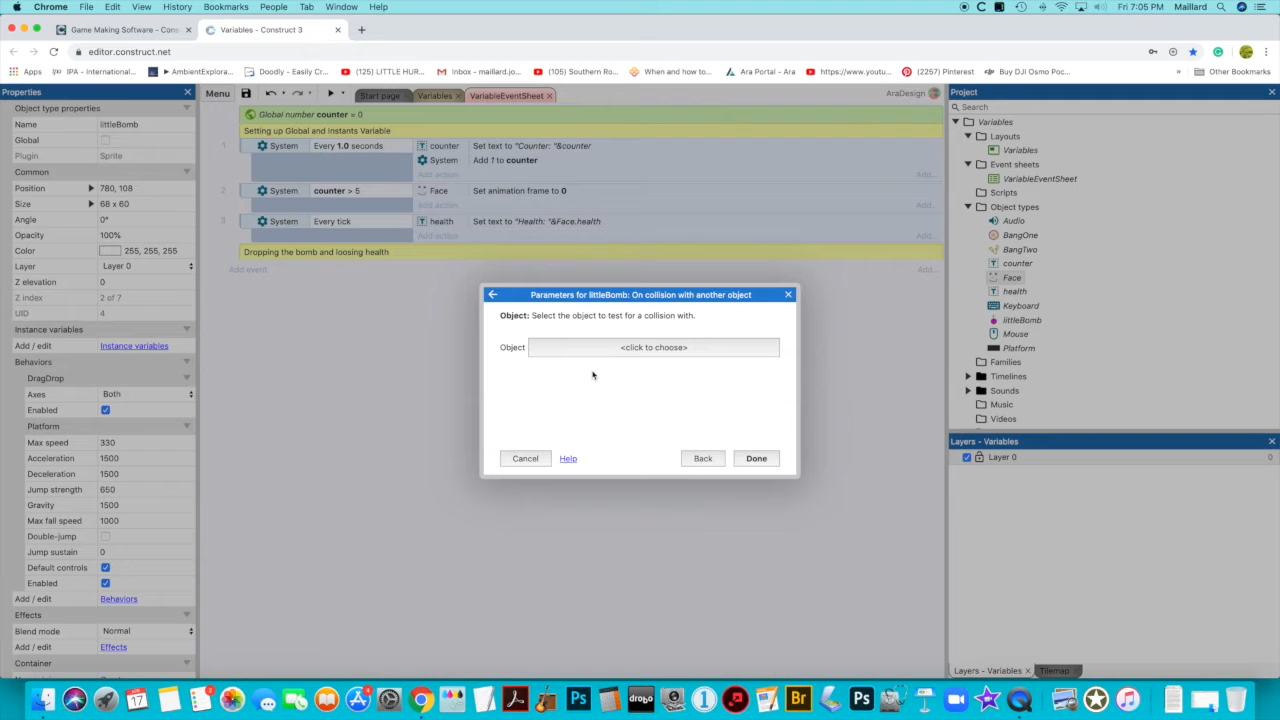 Chrome File Edit View History Bookmarks People Tab Window Help Fri 7:05 PM Maillard
Game Making Software - Cons Variables - Construct 3
editor.construct.net
Apps IPA - International... AmbientExplora... Doodly - Easily Cr... (125) LITTLE HUR... Inbox - maillard.jo... (105) Southern Ro... When and how to... Ara Portal - Ara https://www.youtu... (2257) Pinterest Buy DJI Osmo Poc... » Other Bookmarks
Properties
Menu Start page Variables VariableEventSheet AraDesign
Project
Object type properties
Name littleBomb
Global
Plugin Sprite
Common
Position 780, 108
Size 68 x 60
Angle 0°
Opacity 100%
Color 255, 255, 255
Layer Layer 0
Z elevation 0
Z index 2 of 7
UID 4
Instance variables
Add / edit Instance variables
Behaviors
DragDrop
Axes Both
Enabled
Platform
Max speed 330
Acceleration 1500
Deceleration 1500
Jump strength 650
Gravity 1500
Max fall speed 1000
Double-jump
Jump sustain 0
Default controls
Enabled
Add / edit Behaviors
Effects
Blend mode Normal
Add / edit Effects
Container
Global number counter = 0
Setting up Global and Instants Variable
1 System Every 1.0 seconds counter Set text to "Counter: "&counter
System Add 1 to counter
Add action Add...
2 System counter > 5 Face Set animation frame to 0
Add action Add...
3 System Every tick health Set text to "Health: "&Face.health
Add action Add...
Dropping the bomb and loosing health
Add event Add...
Parameters for littleBomb: On collision with another object
Object: Select the object to test for a collision with.
Object <click to choose>
Cancel Help Back Done
Search
Variables
Layouts
Variables
Event sheets
VariableEventSheet
Scripts
Object types
Audio
BangOne
BangTwo
counter
Face
health
Keyboard
littleBomb
Mouse
Platform
Families
Timelines
Sounds
Music
Videos
Layers - Variables
Layer 0 0
Layers - Variables Tilemap